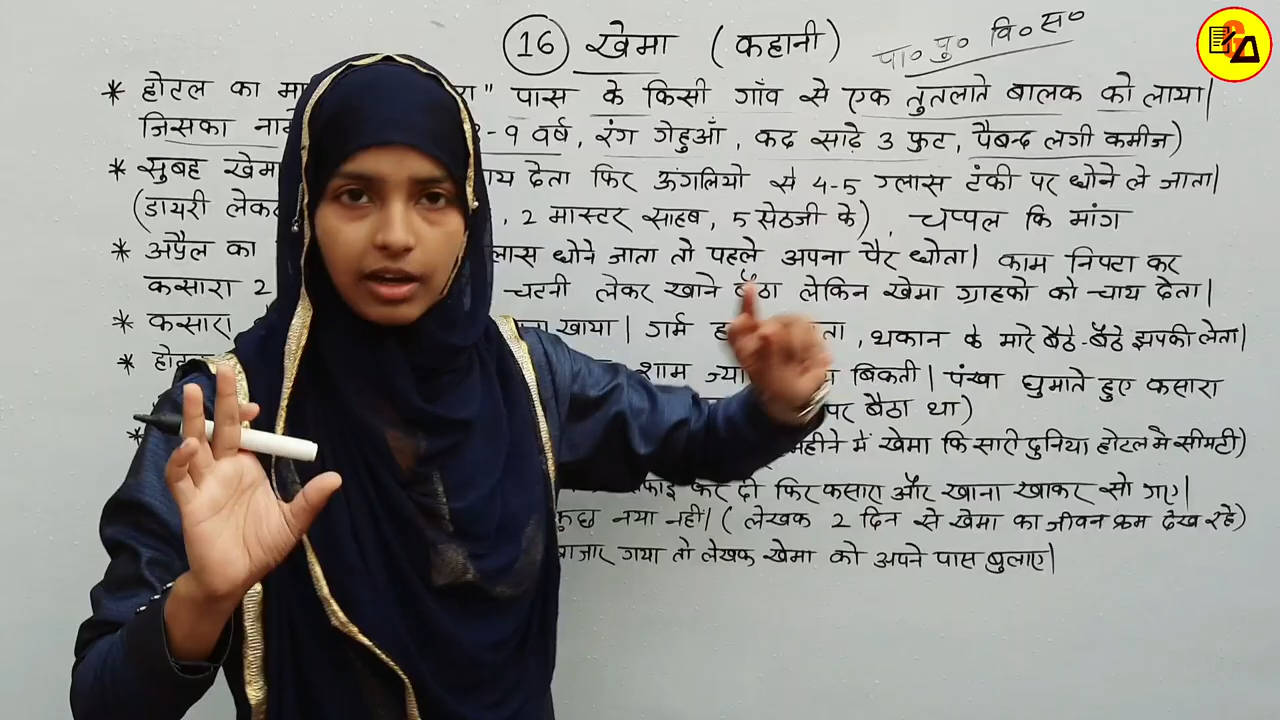 16 खेमा (कहानी) पा० पु० वि० स०
* होटल का " पास के किसी गाँव से एक तुतलाते बालक को लाया|
जिसका 9 वर्ष, रंग गेहुआँ, कद साढ़े 3 फुट, पैबन्द लगी कमीज)
* सुबह खेमा देता फिर ऊंगलियो से 4-5 ग्लास टंकी पर धोने ले जाता|
(डायरी , 2 मास्टर साहब, 5 सेठजी के) , चप्पल कि मांग
* अप्रैल का धोने जाता तो पहले अपना पैर धोता| काम निपटा कर
कसारा 2 चटनी लेकर खाने बैठा लेकिन खेमा ग्राहको को चाय देता|
* कसारा खाया| गर्म , थकान के मारे बैठे-बैठे झपकी लेता|
* शाम बिकती| पंखा घुमाते हुए कसारा
पर बैठा था)
* महीने में खेमा कि सारी दुनिया होटल मे सीमटी)
कर दी फिर कसारा और खाना खाकर सो गए|
कुछ नया नहीं| ( लेखक 2 दिन से खेमा का जीवन क्रम देख रहे)
बाजार गया तो लेखक खेमा को अपने पास बुलाए|